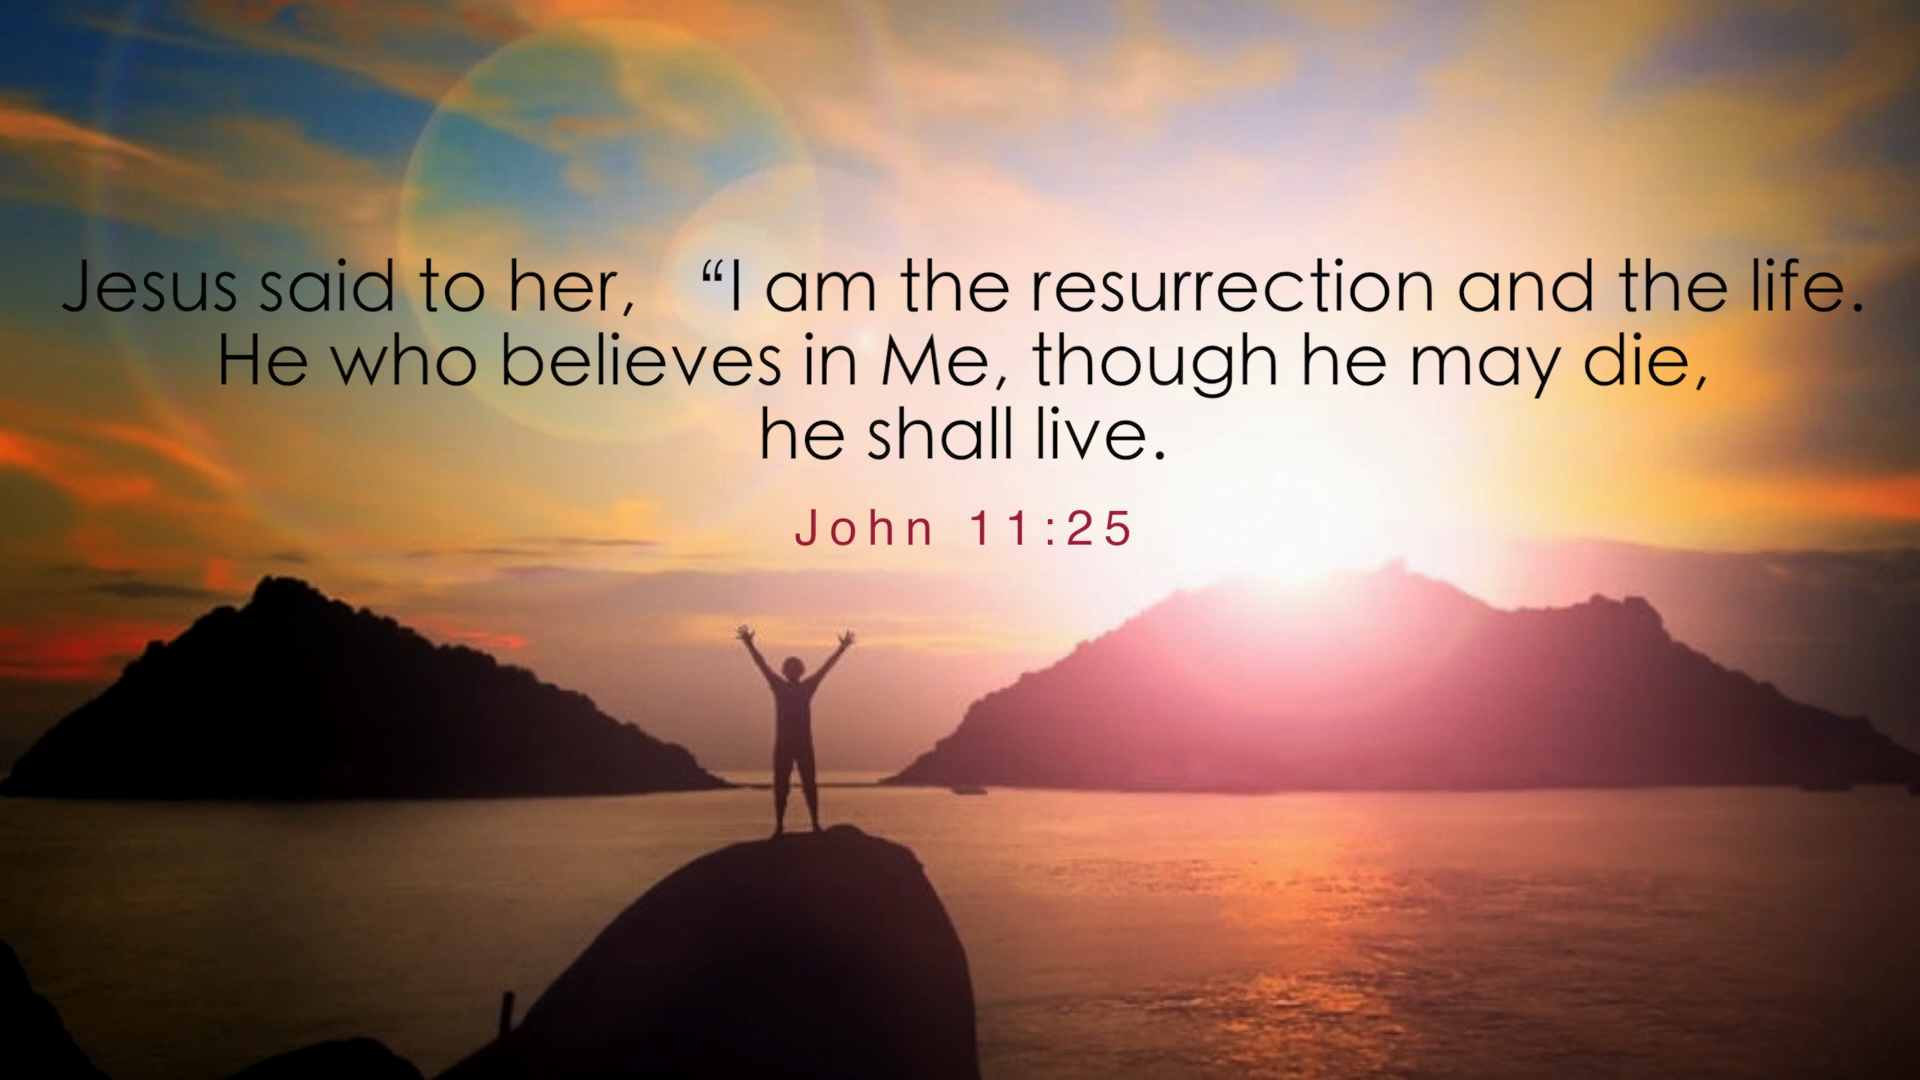 Jesus said to her, “I am the resurrection and the life.
He who believes in Me, though he may die,
he shall live.
John 11:25